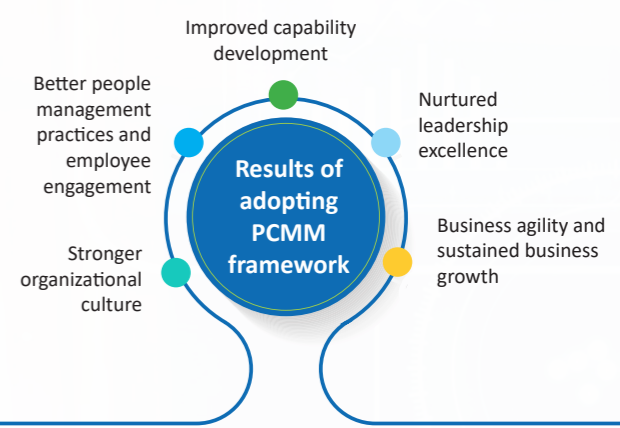 Improved capability
development
Better people
management
practices and
employee
engagement
Nurtured
leadership
excellence
Results of
adopting
PCMM
framework
Stronger
organizational
culture
Business agility and
sustained business
growth